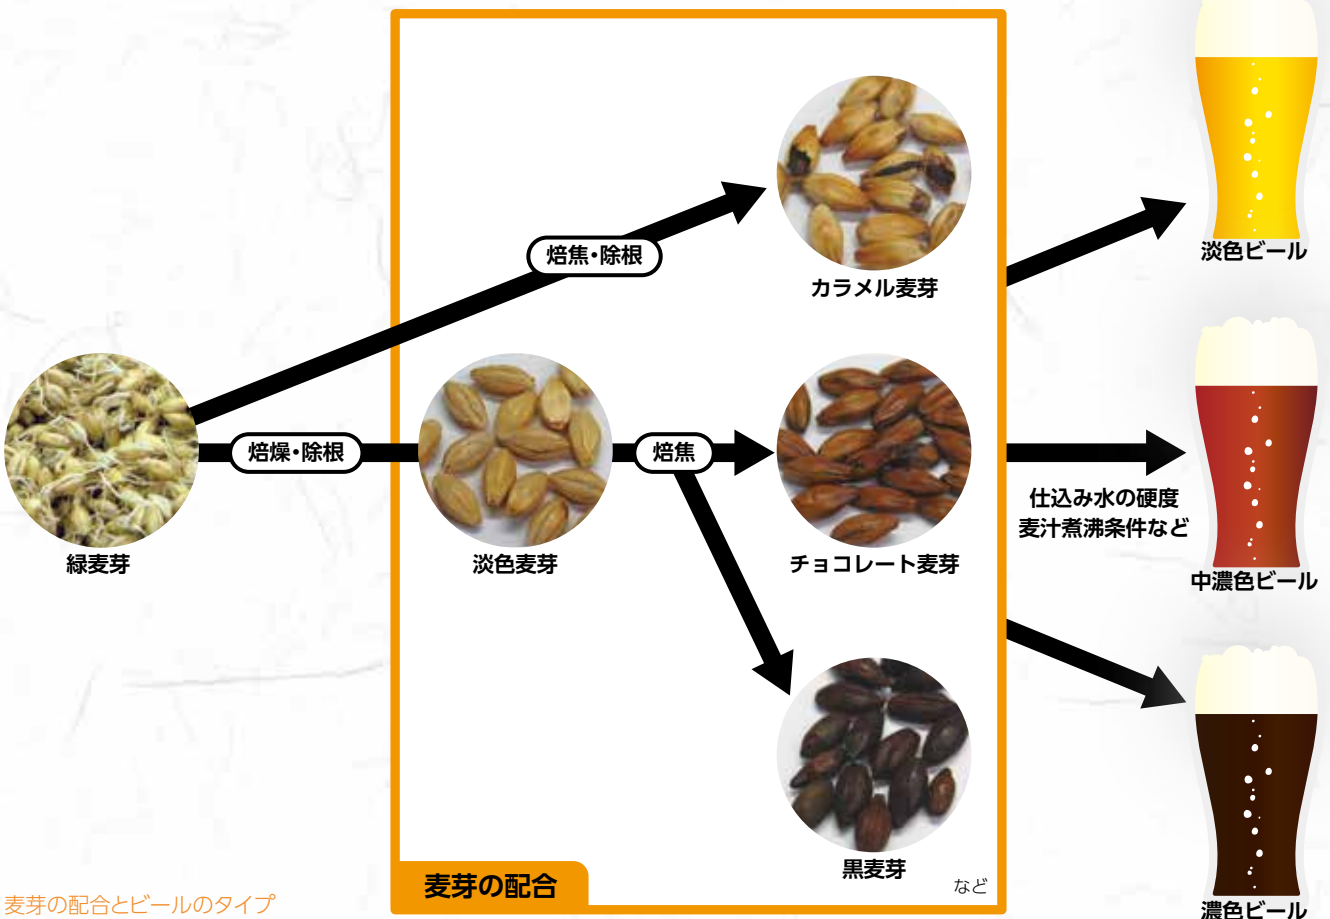 淡色ビール
焙焦・除根
カラメル麦芽
緑麦芽
焙燥・除根
淡色麦芽
焙焦
チョコレート麦芽
仕込み水の硬度
麦汁煮沸条件など
中濃色ビール
黒麦芽
など
麦芽の配合
濃色ビール
麦芽の配合とビールのタイプ